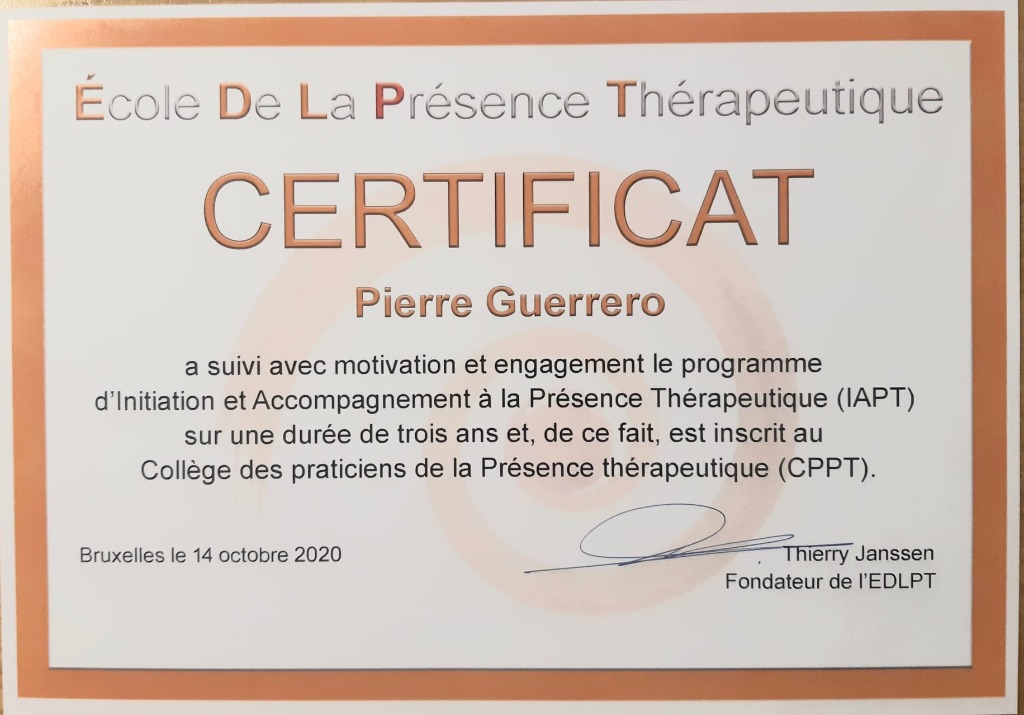 École De La Présence Thérapeutique
CERTIFICAT
Pierre Guerrero
a suivi avec motivation et engagement le programme
d'Initiation et Accompagnement à la Présence Thérapeutique (IAPT)
sur une durée de trois ans et, de ce fait, est inscrit au
Collège des praticiens de la Présence thérapeutique (CPPT).
Bruxelles le 14 octobre 2020
Thierry Janssen
Fondateur de l'EDLPT